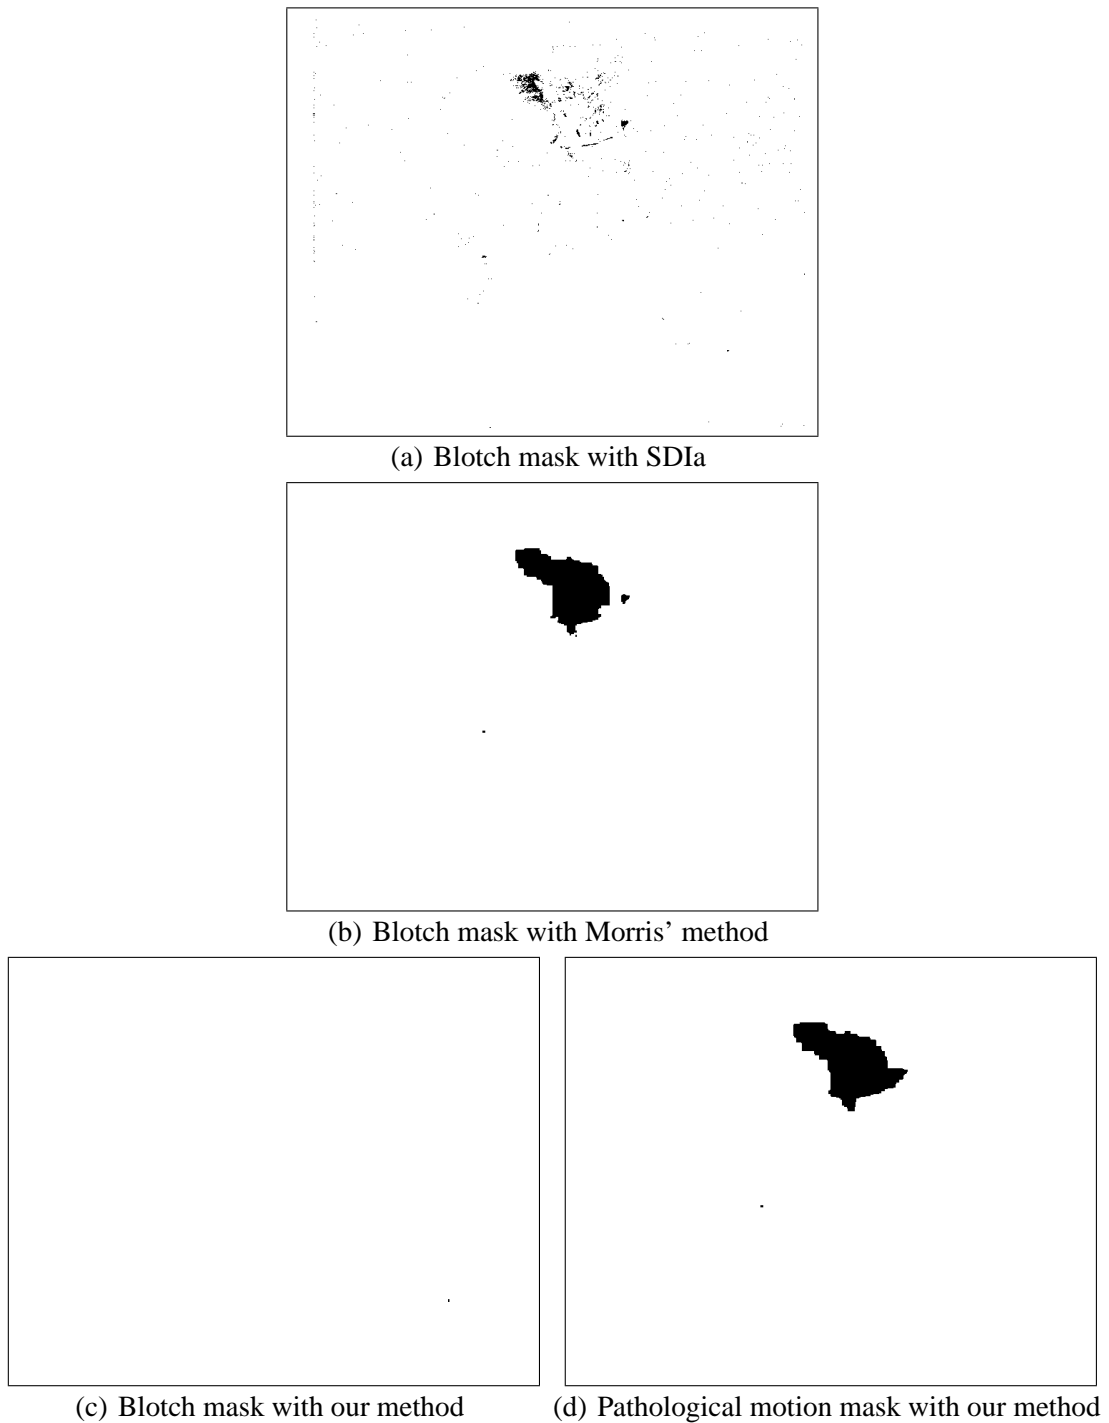 (a) Blotch mask with SDIa
(b) Blotch mask with Morris’ method
(c) Blotch mask with our method
(d) Pathological motion mask with our method